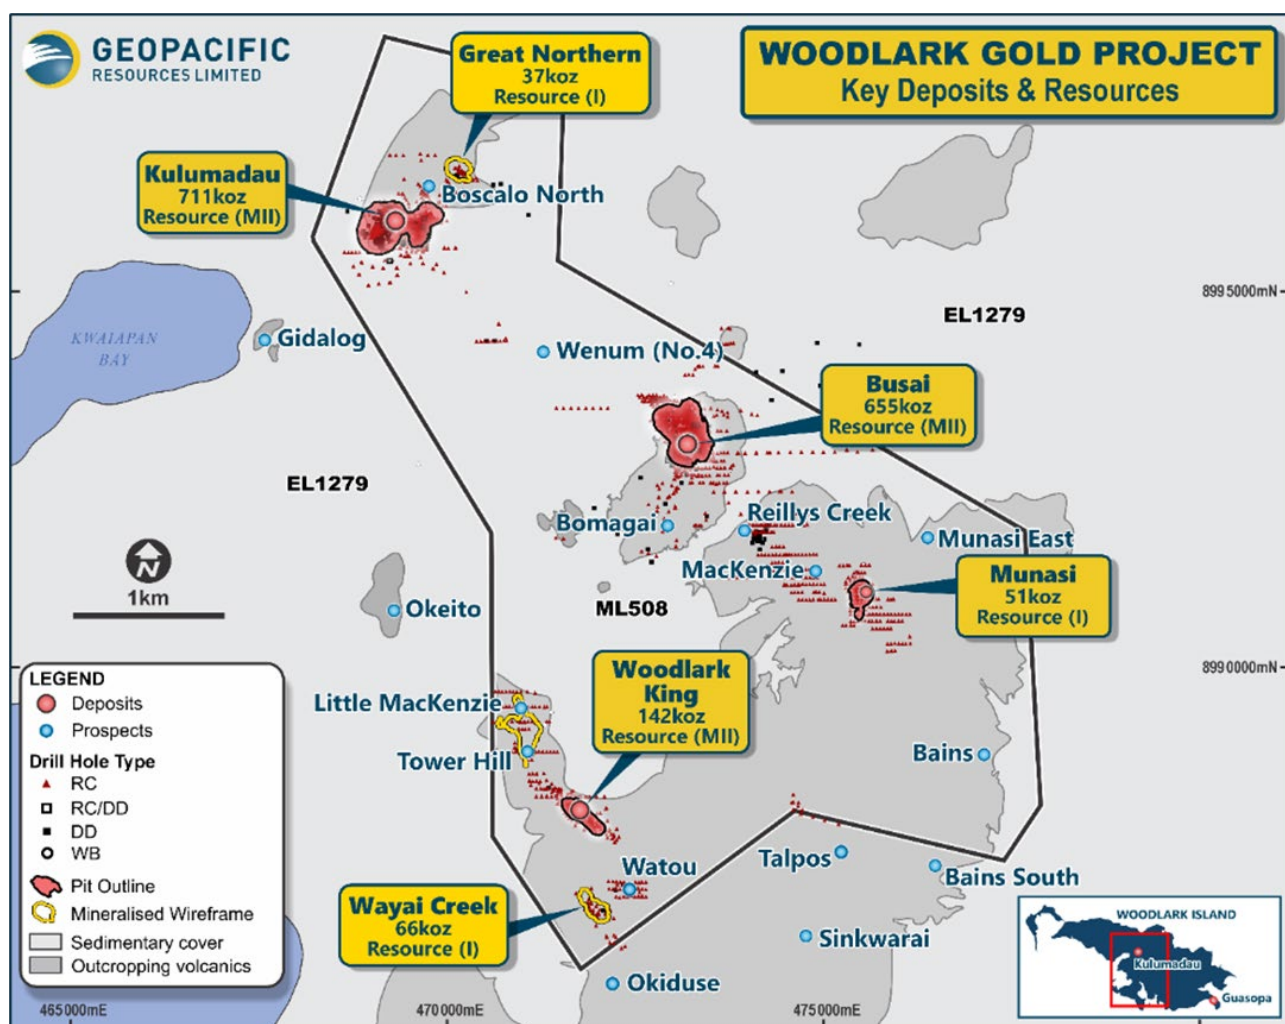 GEOPACIFIC
RESOURCES LIMITED
WOODLARK GOLD PROJECT
Key Deposits & Resources
Great Northern
37koz
Resource (I)
Kulumadau
711koz
Resource (MII)
Boscalo North
8995000mN
EL1279
KWAIAPAN
BAY
Gidalog
Wenum (No.4)
Busai
655koz
Resource (MII)
EL1279
Bomagai
Reillys Creek
Munasi East
MacKenzie
Munasi
51koz
Resource (I)
N
1km
Okeito
ML508
8990000mN
Woodlark
King
142koz
Resource (MII)
Little MacKenzie
Tower Hill
Bains
LEGEND
Deposits
Prospects
Drill Hole Type
RC
RC/DD
DD
WB
Pit Outline
Mineralised Wireframe
Sedimentary cover
Outcropping volcanics
Watou
Talpos
Bains South
Wayai Creek
66koz
Resource (I)
Sinkwarai
Okiduse
WOODLARK ISLAND
Kulumadau
Guasopa
465000mE
470000mE
475000mE